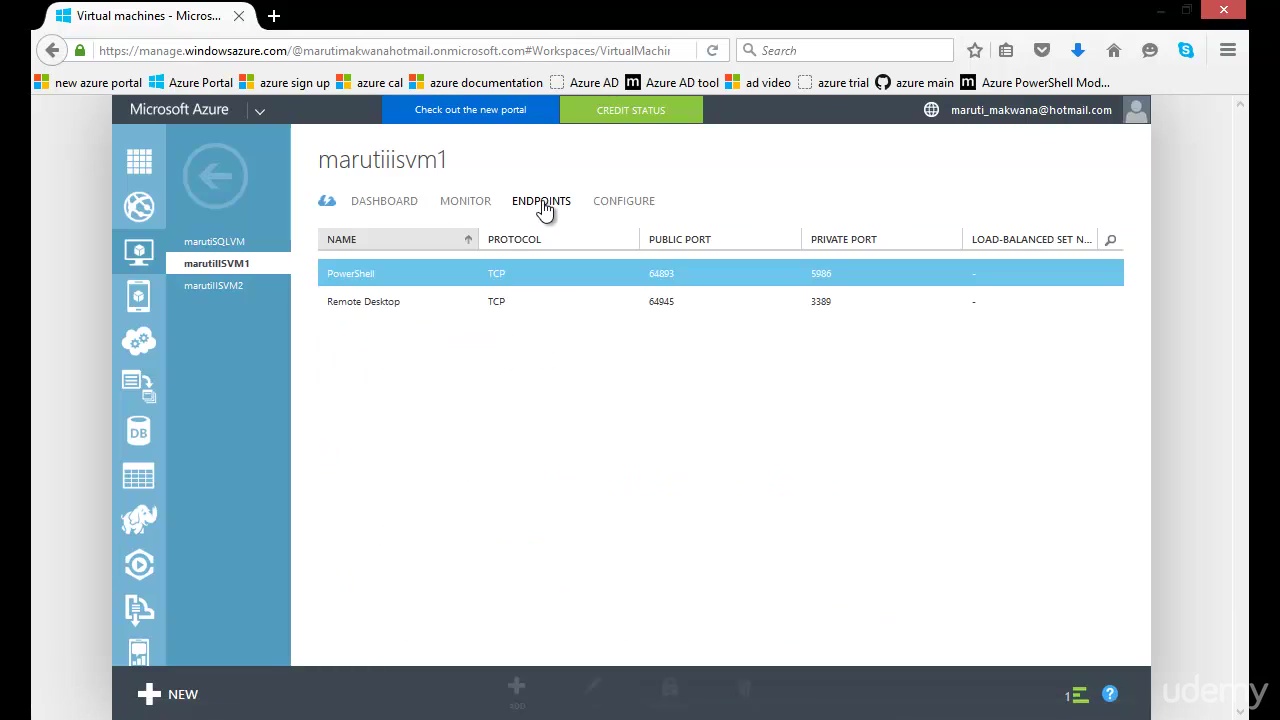 Virtual machines - Micros...
https://manage.windowsazure.com/@marutimakwanahotmail.onmicrosoft.com#Workspaces/VirtualMachin
Search
new azure portal
Azure Portal
azure sign up
azure cal
azure documentation
Azure AD
Azure AD tool
ad video
azure trial
azure main
Azure PowerShell Mod...
Microsoft Azure
Check out the new portal
CREDIT STATUS
maruti_makwana@hotmail.com
marutiiisvm1
DASHBOARD MONITOR ENDPOINTS CONFIGURE
marutiSQLVM
marutiIISVM1
marutiIISVM2
NAME PROTOCOL PUBLIC PORT PRIVATE PORT LOAD-BALANCED SET N...
PowerShell TCP 64893 5986 -
Remote Desktop TCP 64945 3389 -
DB
NEW
ADD
1
?
udemy